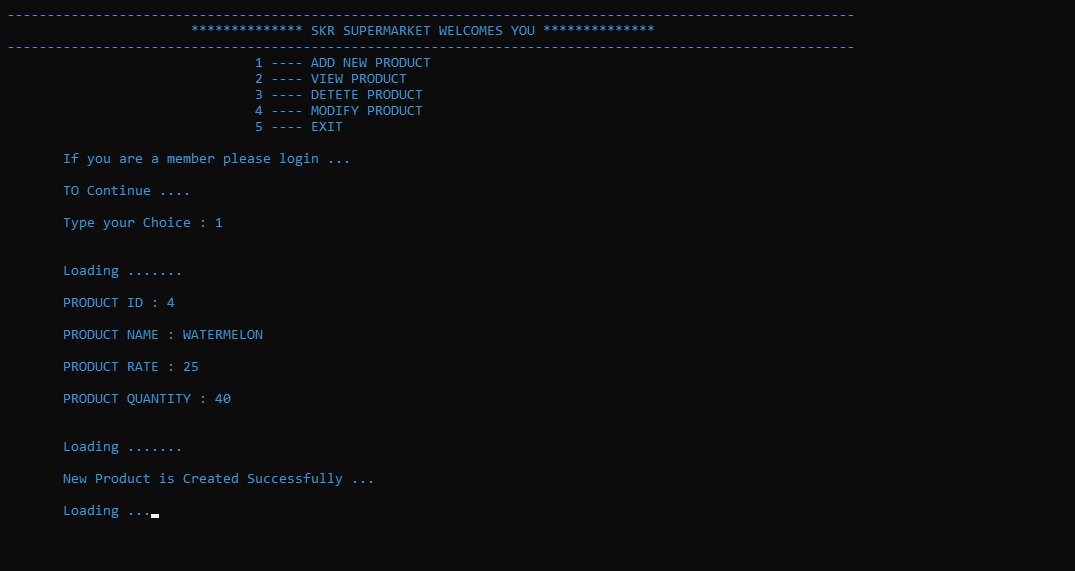 ----------------------------------------------------------------------------------------------------------
************** SKR SUPERMARKET WELCOMES YOU **************
----------------------------------------------------------------------------------------------------------
1 ---- ADD NEW PRODUCT
2 ---- VIEW PRODUCT
3 ---- DETETE PRODUCT
4 ---- MODIFY PRODUCT
5 ---- EXIT
If you are a member please login ...
TO Continue ....
Type your Choice : 1
Loading .......
PRODUCT ID : 4
PRODUCT NAME : WATERMELON
PRODUCT RATE : 25
PRODUCT QUANTITY : 40
Loading .......
New Product is Created Successfully ...
Loading ...